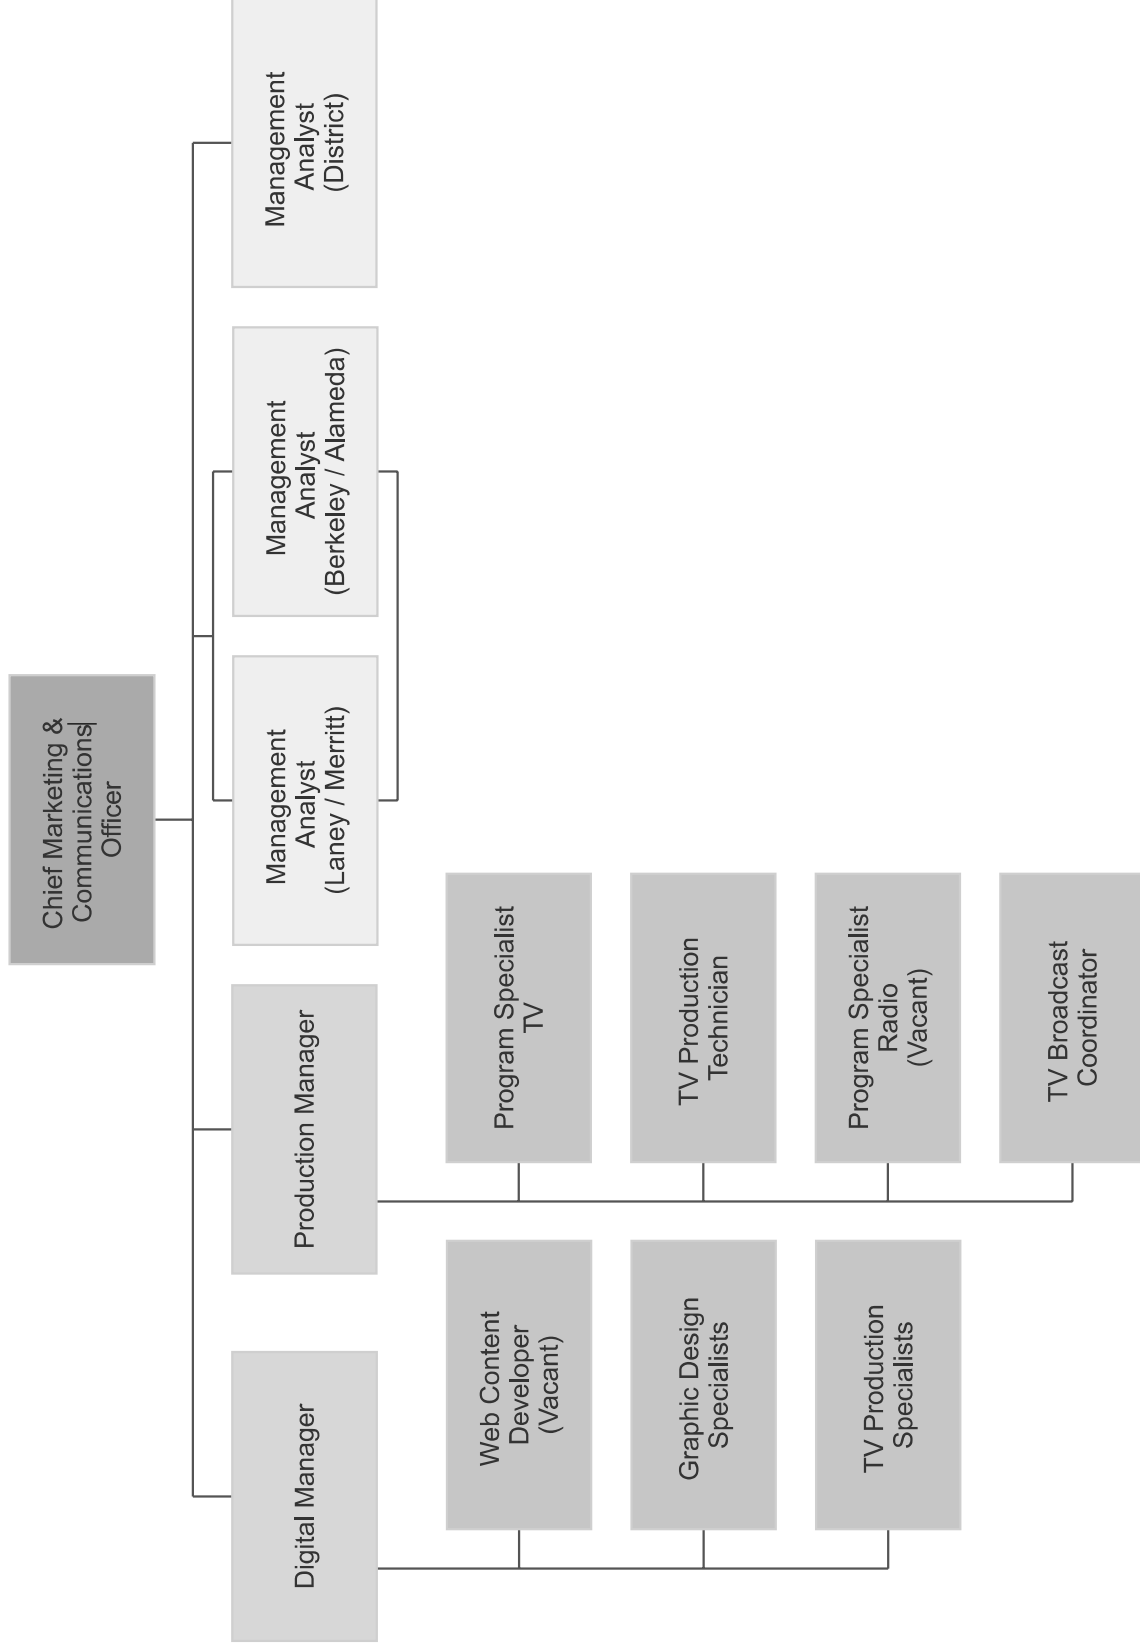 Chief Marketing &
Communications
Officer
Digital Manager
Production Manager
Management
Analyst
(Laney / Merritt)
Management
Analyst
(Berkeley / Alameda)
Management
Analyst
(District)
Web Content
Developer
(Vacant)
Graphic Design
Specialists
TV Production
Specialists
Program Specialist
TV
TV Production
Technician
Program Specialist
Radio
(Vacant)
TV Broadcast
Coordinator